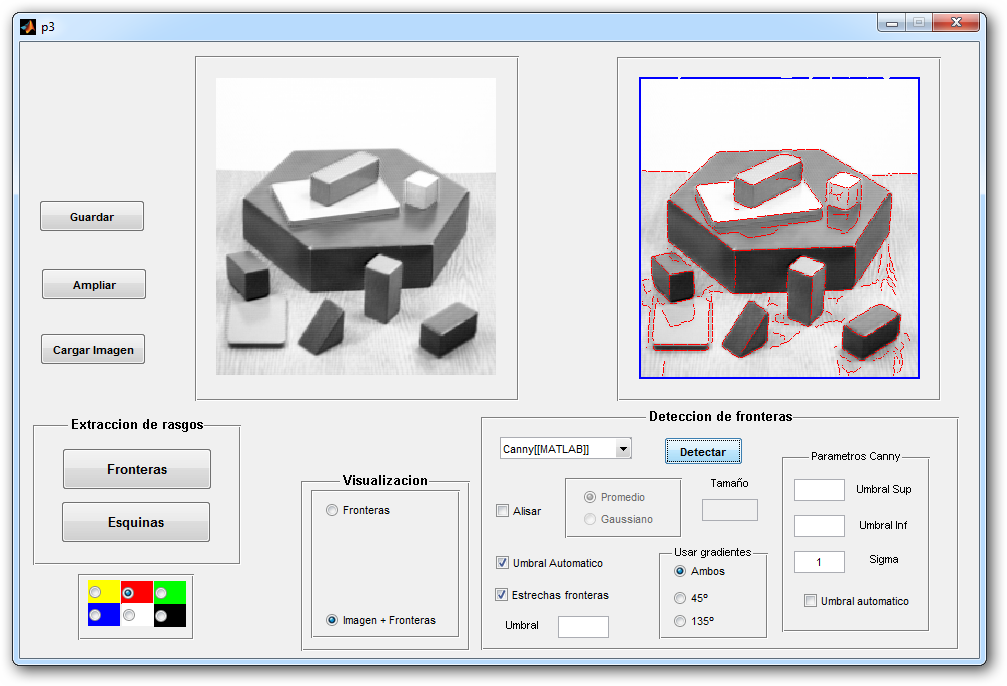 p3
Guardar
Ampliar
Cargar Imagen
Extraccion de rasgos
Fronteras
Esquinas
Visualizacion
Fronteras
Imagen + Fronteras
Deteccion de fronteras
Canny[[MATLAB]]
Detectar
Alisar
Promedio
Gaussiano
Tamaño
Umbral Automatico
Estrechas fronteras
Umbral
Usar gradientes
Ambos
45º
135º
Parametros Canny
Umbral Sup
Umbral Inf
1
Sigma
Umbral automatico